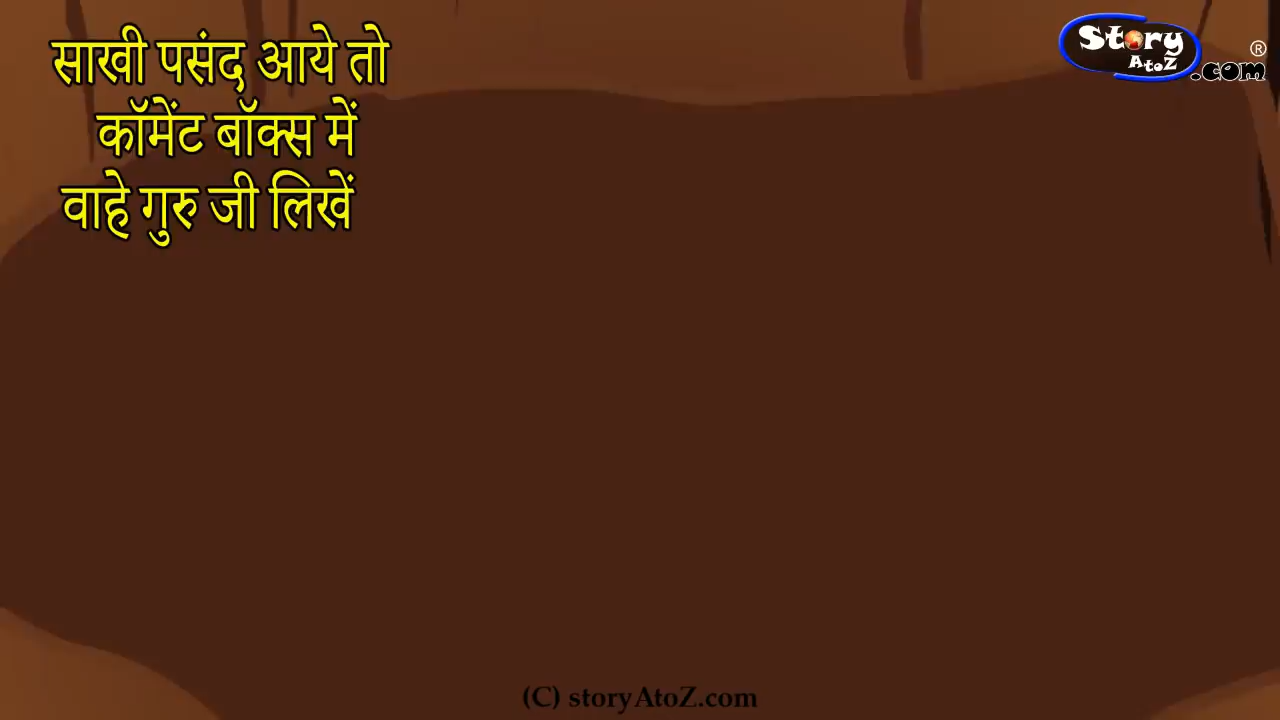 साखी पसंद आये तो
कॉमेंट बॉक्स में
वाहे गुरु जी लिखें
Story
AtoZ
.com
®
(C) storyAtoZ.com